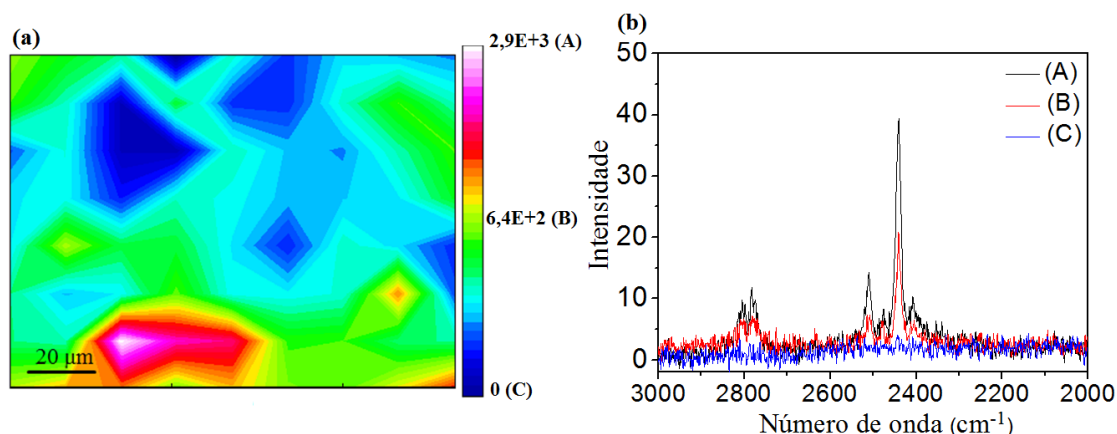 (a)
2,9E+3 (A)
6,4E+2 (B)
0 (C)
20 µm
(b)
50
40
30
20
10
0
Intensidade
(A)
(B)
(C)
3000 2800 2600 2400 2200 2000
Número de onda (cm⁻¹)